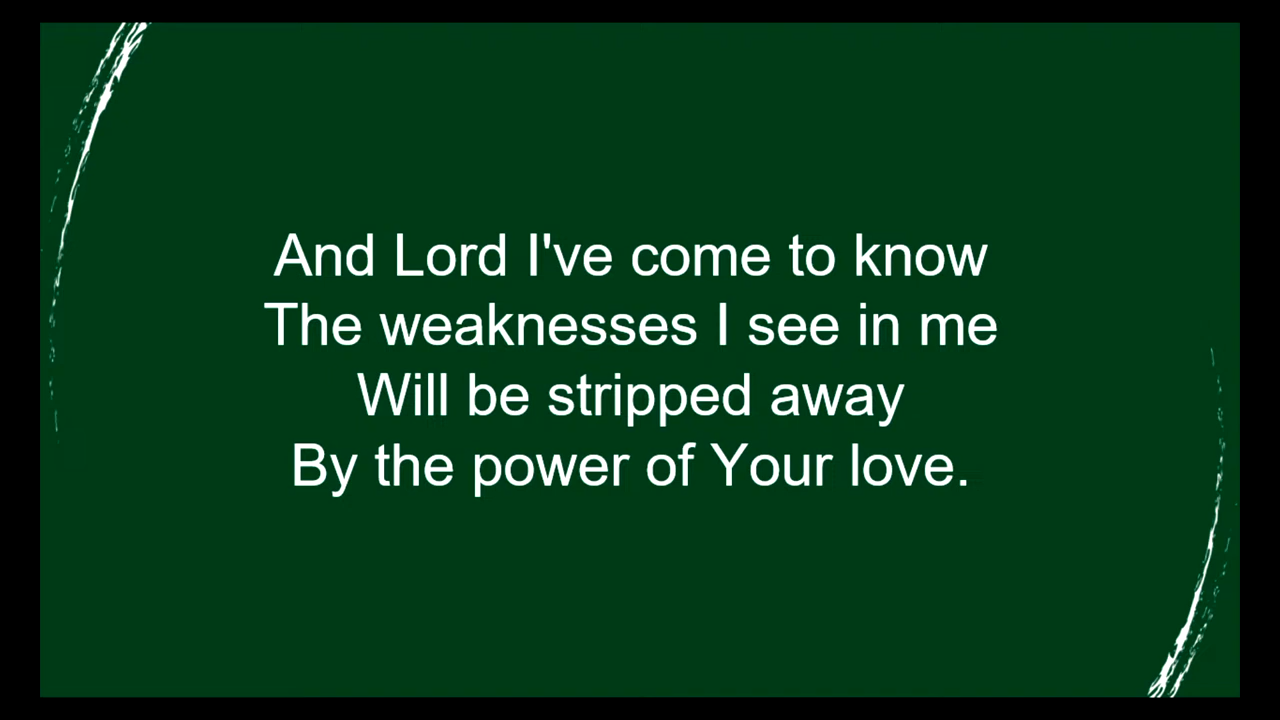 And Lord I've come to know
The weaknesses I see in me
Will be stripped away
By the power of Your love.